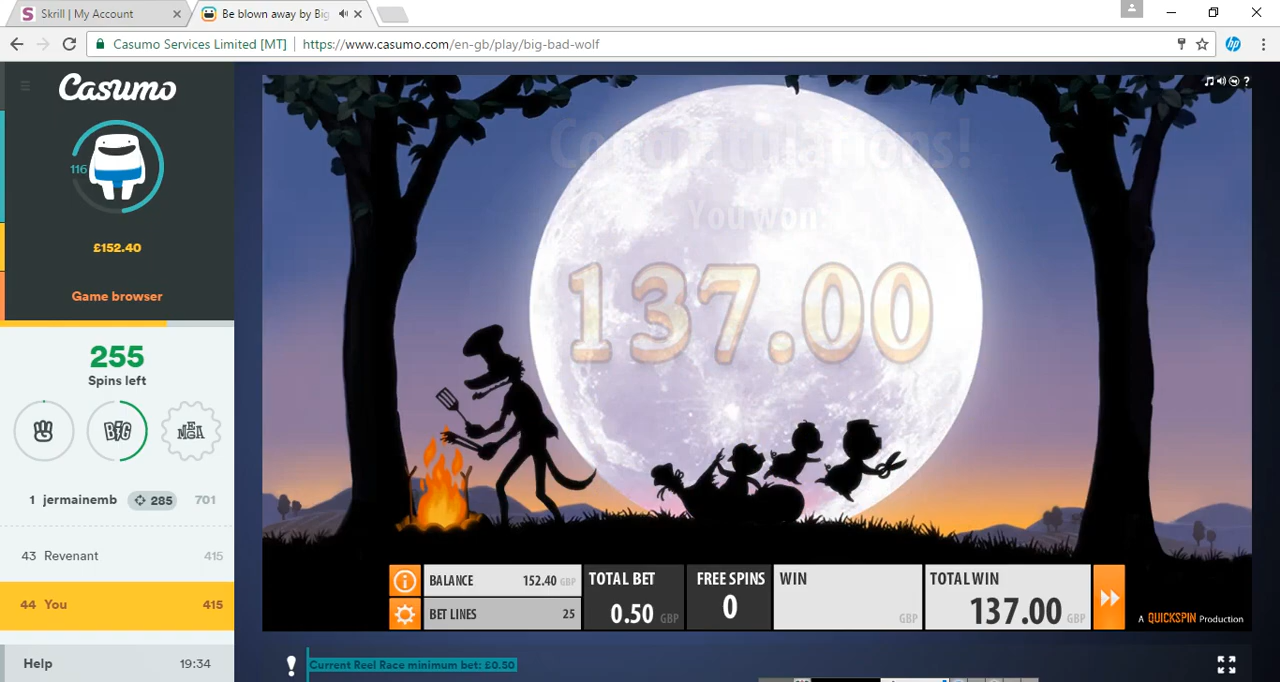 Skrill | My Account
Be blown away by Big
Casumo Services Limited [MT]
https://www.casumo.com/en-gb/play/big-bad-wolf
hp
Casumo
116
£152.40
Game browser
255
Spins left
BIG
MEGA
1 jermainemb 285 701
43 Revenant 415
44 You 415
Help 19:34
?
Congratulations!
You won:
137.00
BALANCE 152.40 GBP
BET LINES 25
TOTAL BET
0.50 GBP
FREE SPINS
0
WIN
GBP
TOTAL WIN
137.00 GBP
A QUICKSPIN Production
Current Reel Race minimum bet: £0.50